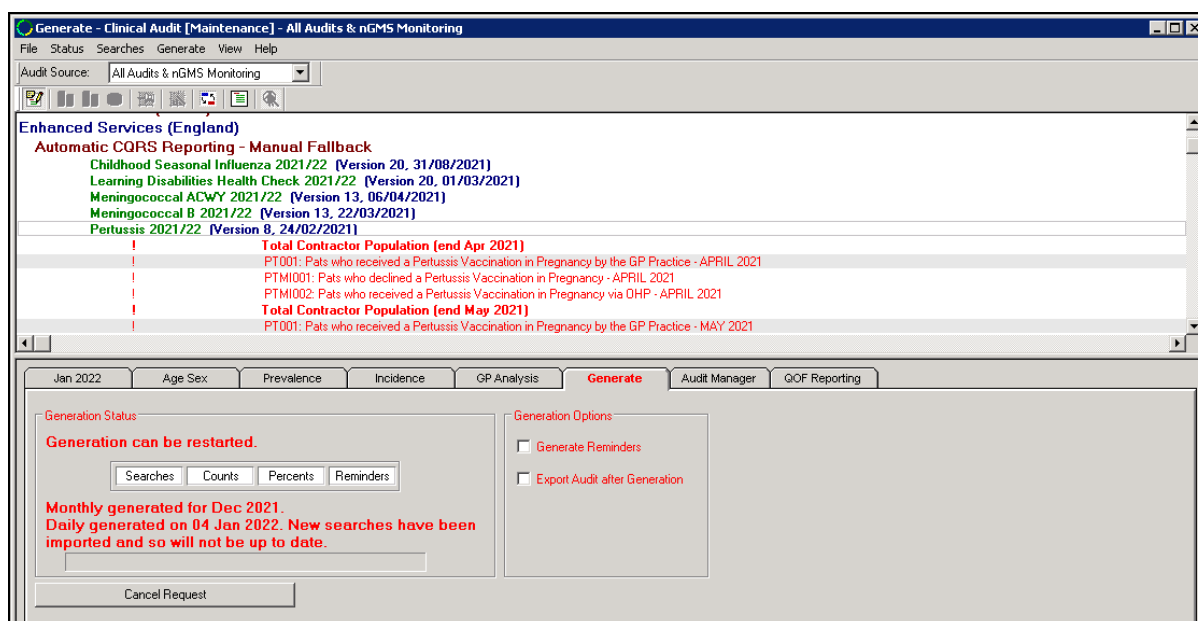 Generate - Clinical Audit [Maintenance] - All Audits & nGMS Monitoring
File Status Searches Generate View Help
Audit Source: All Audits & nGMS Monitoring
Enhanced Services (England)
Automatic CQRS Reporting - Manual Fallback
Childhood Seasonal Influenza 2021/22 (Version 20, 31/08/2021)
Learning Disabilities Health Check 2021/22 (Version 20, 01/03/2021)
Meningococcal ACWY 2021/22 (Version 13, 06/04/2021)
Meningococcal B 2021/22 (Version 13, 22/03/2021)
Pertussis 2021/22 (Version 8, 24/02/2021)
! Total Contractor Population (end Apr 2021)
! PT001: Pats who received a Pertussis Vaccination in Pregnancy by the GP Practice - APRIL 2021
! PTMI001: Pats who declined a Pertussis Vaccination in Pregnancy - APRIL 2021
! PTMI002: Pats who received a Pertussis Vaccination in Pregnancy via OHP - APRIL 2021
! Total Contractor Population (end May 2021)
! PT001: Pats who received a Pertussis Vaccination in Pregnancy by the GP Practice - MAY 2021
Jan 2022 Age Sex Prevalence Incidence GP Analysis Generate Audit Manager QOF Reporting
Generation Status
Generation can be restarted.
Searches Counts Percents Reminders
Monthly generated for Dec 2021.
Daily generated on 04 Jan 2022. New searches have been
imported and so will not be up to date.
Cancel Request
Generation Options
Generate Reminders
Export Audit after Generation